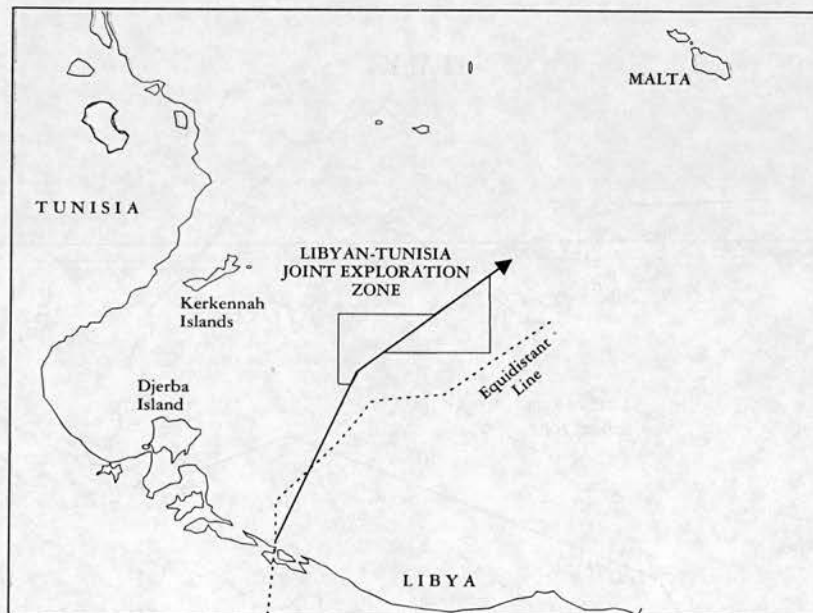 MALTA
TUNISIA
LIBYAN-TUNISIA
JOINT EXPLORATION
ZONE
Kerkennah
Islands
Djerba
Island
Equidistant
Line
LIBYA